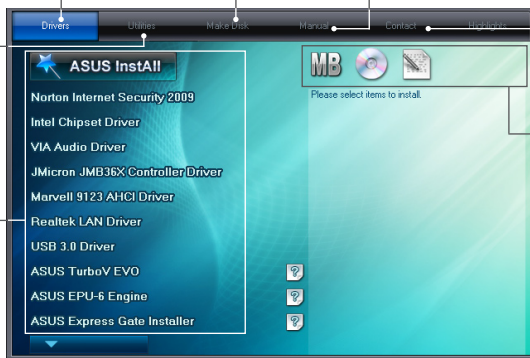 Drivers Utilities Make Disk Manual Contact Highlights
ASUS InstAll
MB
Please select items to install.
Norton Internet Security 2009
Intel Chipset Driver
VIA Audio Driver
JMicron JMB36X Controller Driver
Marvell 9123 AHCI Driver
Realtek LAN Driver
USB 3.0 Driver
ASUS TurboV EVO
?
ASUS EPU-6 Engine
?
ASUS Express Gate Installer
?